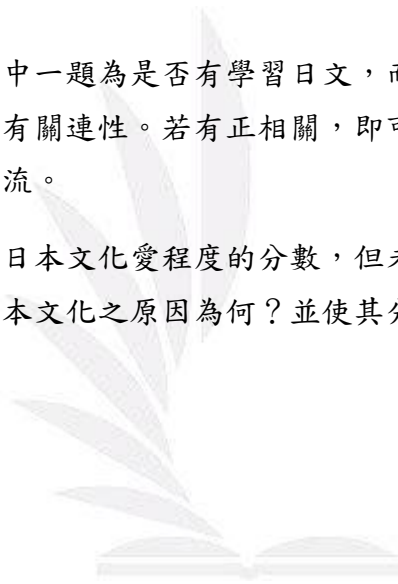 中一題為是否有學習日文，而
有關連性。若有正相關，即可
流。
日本文化愛程度的分數，但未
本文化之原因為何？並使其分